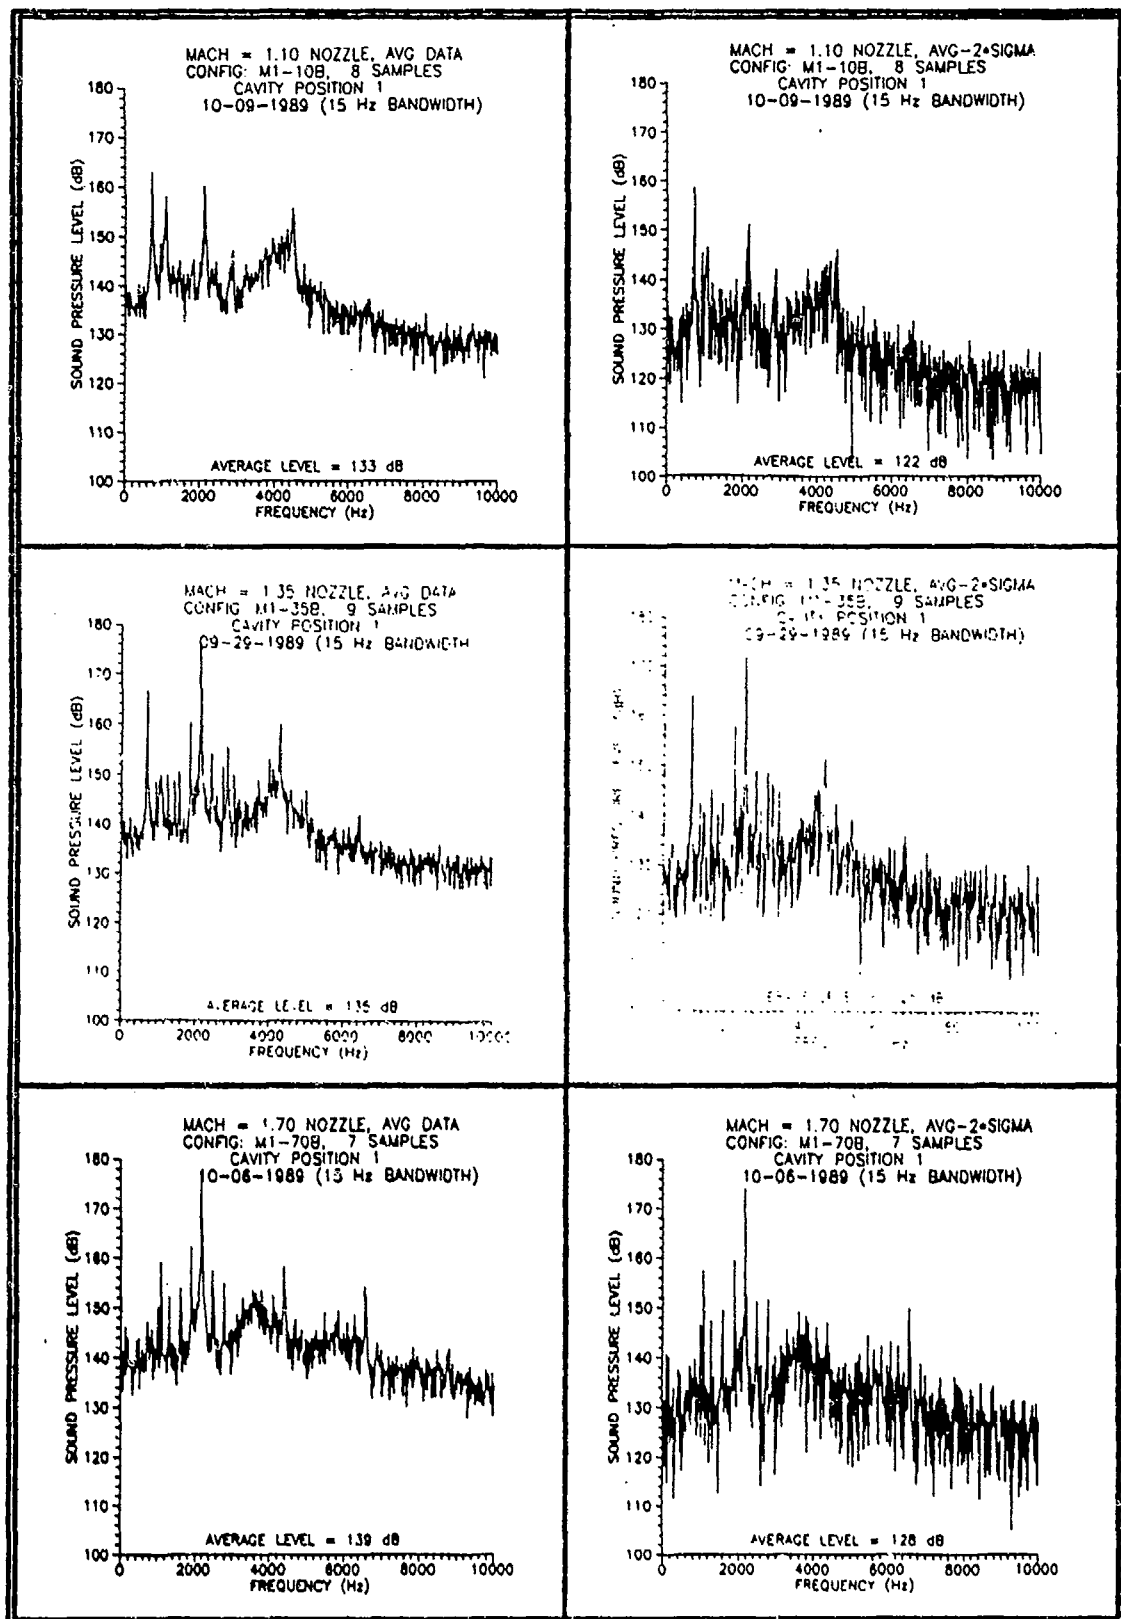 MACH = 1.10 NOZZLE, AVG DATA
CONFIG: M1-10B, 8 SAMPLES
CAVITY POSITION 1
10-09-1989 (15 Hz BANDWIDTH)
SOUND PRESSURE LEVEL (dB)
180
170
160
150
140
130
120
110
100
AVERAGE LEVEL = 133 dB
0 2000 4000 6000 8000 10000
FREQUENCY (Hz)
MACH = 1.10 NOZZLE, AVG-2*SIGMA
CONFIG: M1-10B, 8 SAMPLES
CAVITY POSITION 1
10-09-1989 (15 Hz BANDWIDTH)
SOUND PRESSURE LEVEL (dB)
180
170
160
150
140
130
120
110
100
AVERAGE LEVEL = 122 dB
0 2000 4000 6000 8000 10000
FREQUENCY (Hz)
MACH = 1.35 NOZZLE, AVG DATA
CONFIG: M1-35B, 9 SAMPLES
CAVITY POSITION 1
09-29-1989 (15 Hz BANDWIDTH
SOUND PRESSURE LEVEL (dB)
180
170
160
150
140
130
120
110
100
AVERAGE LEVEL = 135 dB
0 2000 4000 6000 8000 10000
FREQUENCY (Hz)
MACH = 1.35 NOZZLE, AVG-2*SIGMA
CONFIG: M1-35B, 9 SAMPLES
POSITION 1
09-29-1989 (15 Hz BANDWIDTH)
180
MACH = 1.70 NOZZLE, AVG DATA
CONFIG: M1-70B, 7 SAMPLES
CAVITY POSITION 1
10-06-1989 (15 Hz BANDWIDTH)
SOUND PRESSURE LEVEL (dB)
180
170
160
150
140
130
120
110
100
AVERAGE LEVEL = 139 dB
0 2000 4000 6000 8000 10000
FREQUENCY (Hz)
MACH = 1.70 NOZZLE, AVG-2*SIGMA
CONFIG: M1-70B, 7 SAMPLES
CAVITY POSITION 1
10-06-1989 (15 Hz BANDWIDTH)
SOUND PRESSURE LEVEL (dB)
180
170
160
150
140
130
120
110
100
AVERAGE LEVEL = 128 dB
0 2000 4000 6000 8000 10000
FREQUENCY (Hz)